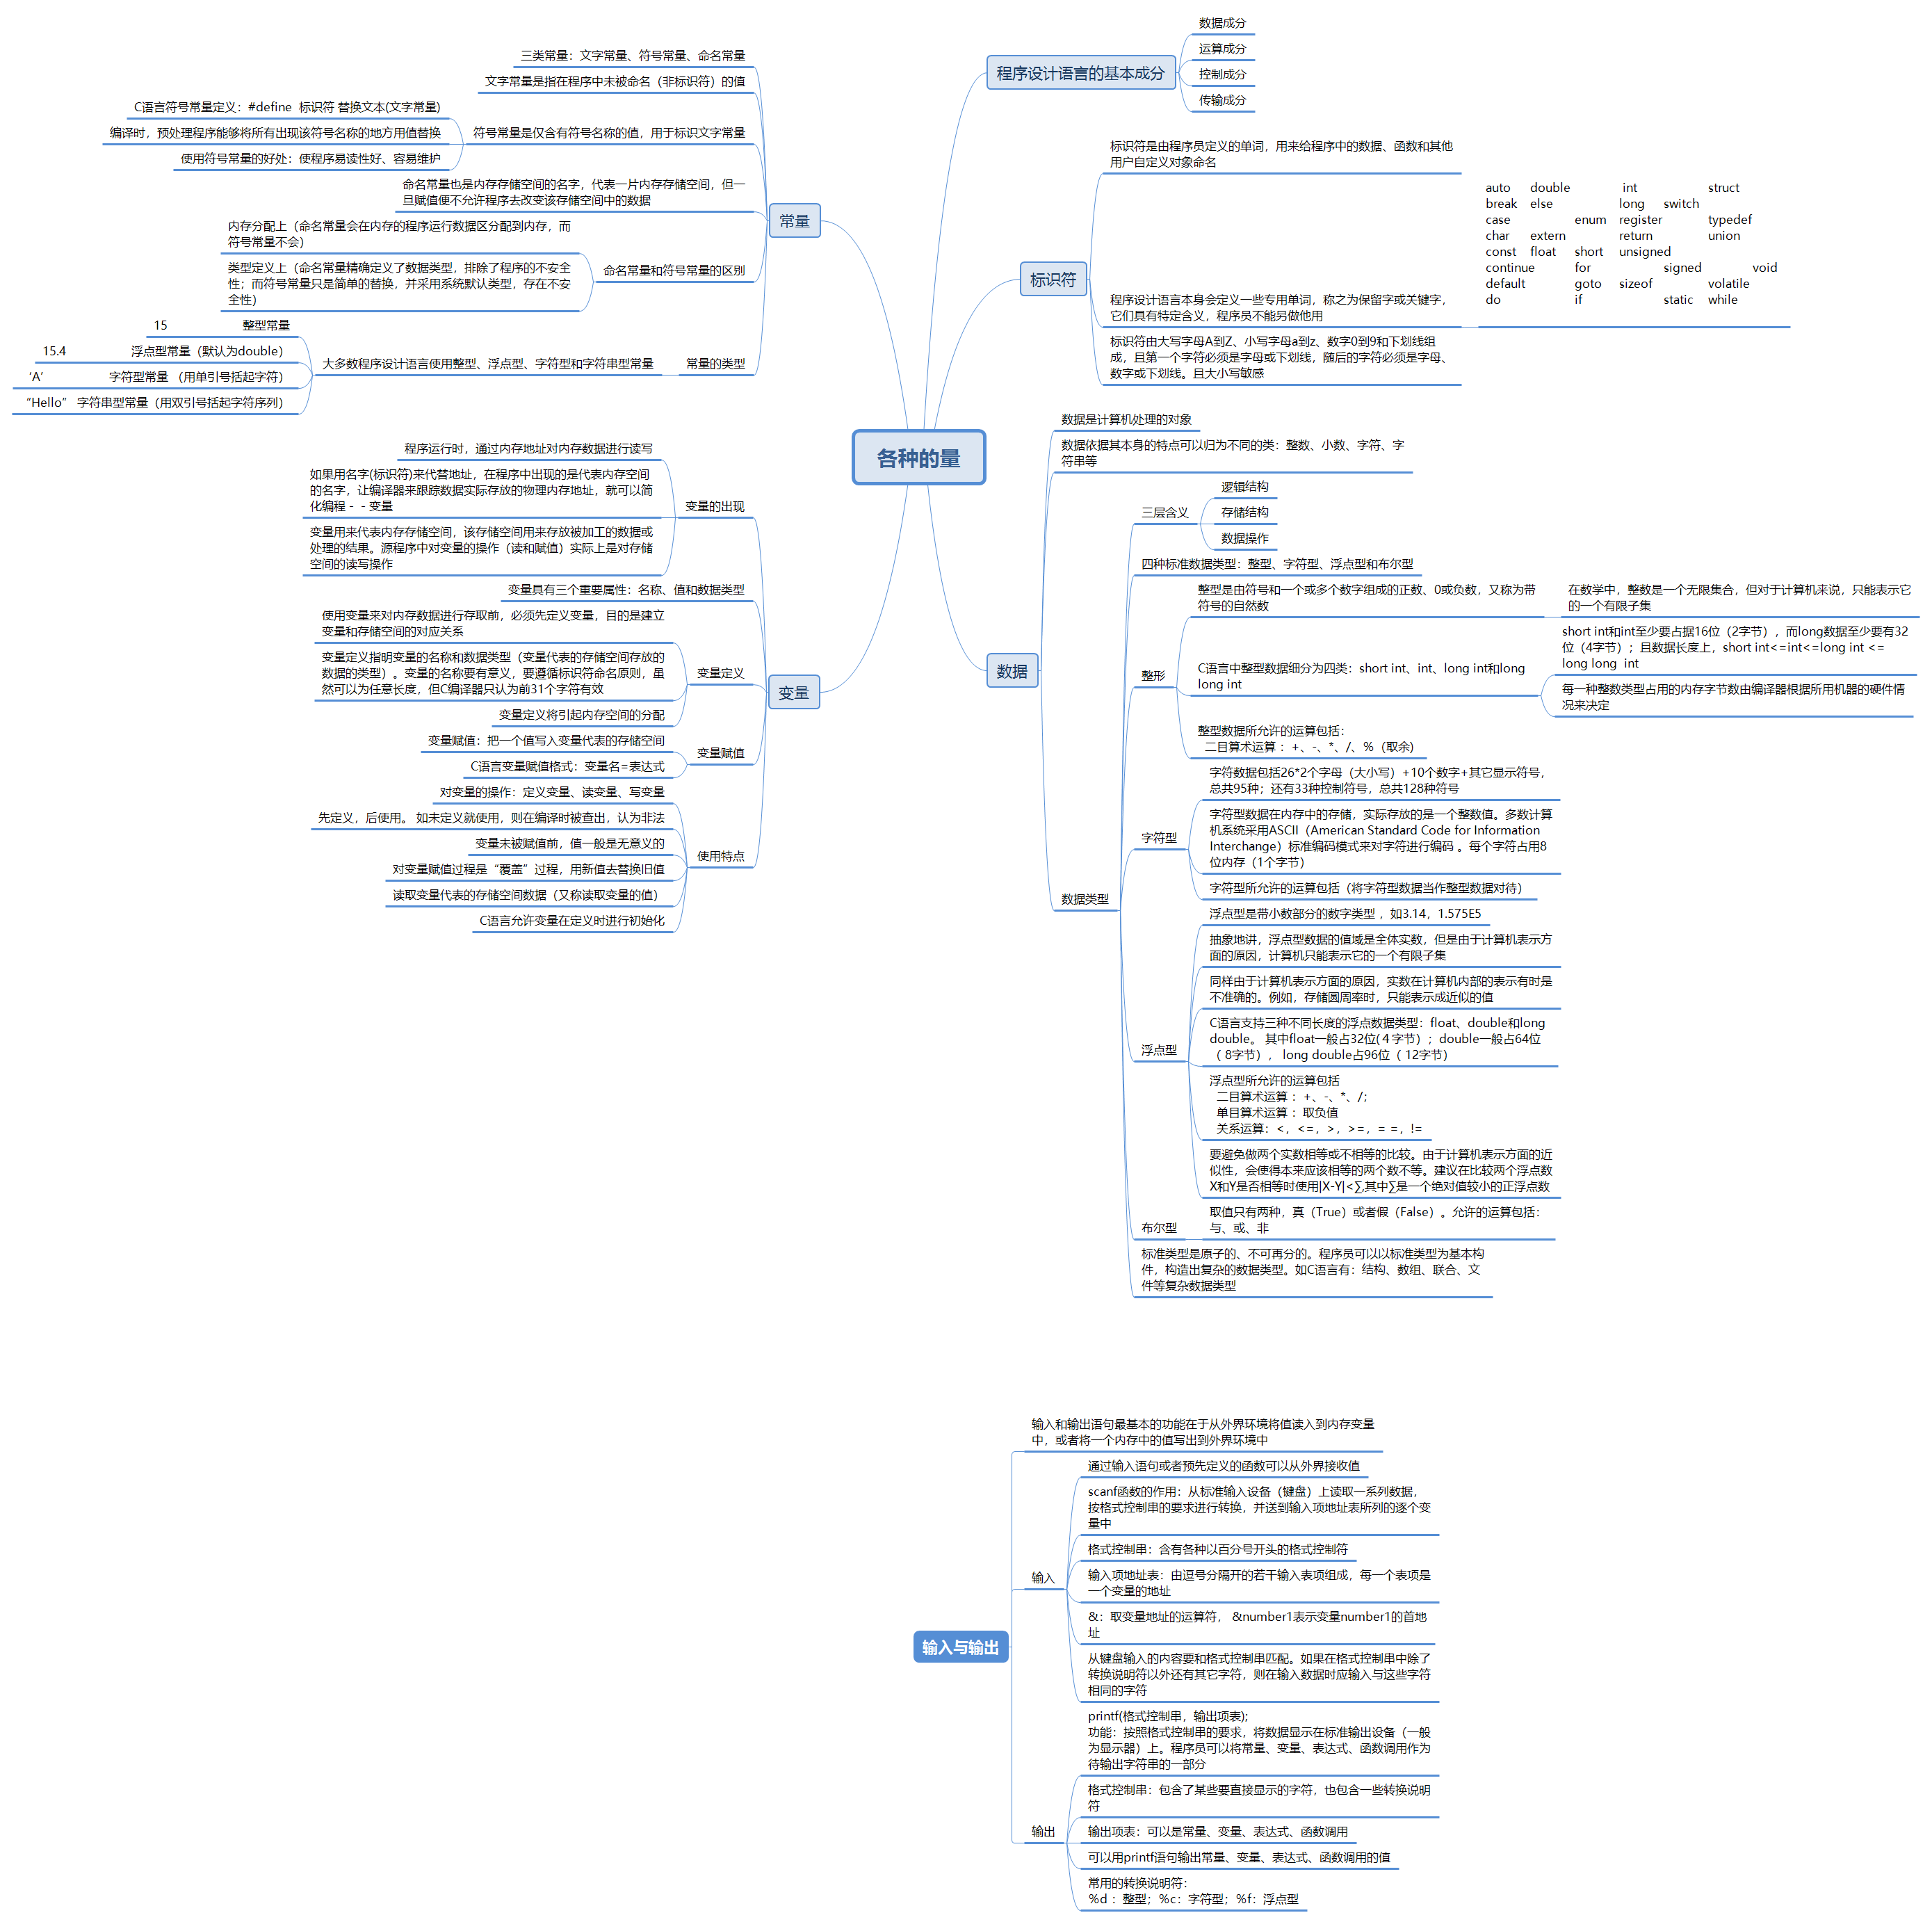 各种的量
程序设计语言的基本成分
数据成分
运算成分
控制成分
传输成分
标识符
标识符是由程序员定义的单词，用来给程序中的数据、函数和其他
用户自定义对象命名
程序设计语言本身会定义一些专用单词，称之为保留字或关键字，
它们具有特定含义，程序员不能另做他用
auto double int struct
break else long switch
case enum register typedef
char extern return union
const float short unsigned
continue for signed void
default goto sizeof volatile
do if static while
标识符由大写字母A到Z、小写字母a到z、数字0到9和下划线组
成，且第一个字符必须是字母或下划线，随后的字符必须是字母、
数字或下划线。且大小写敏感
数据
数据是计算机处理的对象
数据依据其本身的特点可以归为不同的类：整数、小数、字符、字
符串等
数据类型
三层含义
逻辑结构
存储结构
数据操作
四种标准数据类型：整型、字符型、浮点型和布尔型
整形
整型是由符号和一个或多个数字组成的正数、0或负数，又称为带
符号的自然数
在数学中，整数是一个无限集合，但对于计算机来说，只能表示它
的一个有限子集
C语言中整型数据细分为四类：short int、int、long int和long
long int
short int和int至少要占据16位（2字节），而long数据至少要有32
位（4字节）；且数据长度上，short int<=int<=long int <=
long long  int
每一种整数类型占用的内存字节数由编译器根据所用机器的硬件情
况来决定
整型数据所允许的运算包括：
二目算术运算 ：+、-、*、/、%（取余）
字符型
字符数据包括26*2个字母（大小写）+10个数字+其它显示符号，
总共95种；还有33种控制符号，总共128种符号
字符型数据在内存中的存储，实际存放的是一个整数值。多数计算
机系统采用ASCII（American Standard Code for Information
Interchange）标准编码模式来对字符进行编码 。每个字符占用8
位内存（1个字节）
字符型所允许的运算包括（将字符型数据当作整型数据对待）
浮点型
浮点型是带小数部分的数字类型 ，如3.14，1.575E5
抽象地讲，浮点型数据的值域是全体实数，但是由于计算机表示方
面的原因，计算机只能表示它的一个有限子集
同样由于计算机表示方面的原因，实数在计算机内部的表示有时是
不准确的。例如，存储圆周率时，只能表示成近似的值
C语言支持三种不同长度的浮点数据类型：float、double和long
double。 其中float一般占32位( 4 字节）；double一般占64位
（ 8字节）， long double占96位（ 12字节）
浮点型所允许的运算包括
二目算术运算 ：+、-、*、/；
单目算术运算 ：取负值
关系运算：<，<=，>，>=，= =，!=
要避免做两个实数相等或不相等的比较。由于计算机表示方面的近
似性，会使得本来应该相等的两个数不等。建议在比较两个浮点数
X和Y是否相等时使用|X-Y|<∑,其中∑是一个绝对值较小的正浮点数
布尔型
取值只有两种，真（True）或者假（False）。允许的运算包括：
与、或、非
标准类型是原子的、不可再分的。程序员可以以标准类型为基本构
件，构造出复杂的数据类型。如C语言有：结构、数组、联合、文
件等复杂数据类型
常量
三类常量：文字常量、符号常量、命名常量
文字常量是指在程序中未被命名（非标识符）的值
符号常量是仅含有符号名称的值，用于标识文字常量
C语言符号常量定义：#define  标识符 替换文本(文字常量)
编译时，预处理程序能够将所有出现该符号名称的地方用值替换
使用符号常量的好处：使程序易读性好、容易维护
命名常量也是内存存储空间的名字，代表一片内存存储空间，但一
旦赋值便不允许程序去改变该存储空间中的数据
命名常量和符号常量的区别
内存分配上（命名常量会在内存的程序运行数据区分配到内存，而
符号常量不会）
类型定义上（命名常量精确定义了数据类型，排除了程序的不安全
性；而符号常量只是简单的替换，并采用系统默认类型，存在不安
全性）
常量的类型
大多数程序设计语言使用整型、浮点型、字符型和字符串型常量
15 整型常量
15.4 浮点型常量（默认为double）
‘A’ 字符型常量 （用单引号括起字符）
“Hello” 字符串型常量（用双引号括起字符序列）
变量
变量的出现
程序运行时，通过内存地址对内存数据进行读写
如果用名字(标识符)来代替地址，在程序中出现的是代表内存空间
的名字，让编译器来跟踪数据实际存放的物理内存地址，就可以简
化编程－－变量
变量用来代表内存存储空间，该存储空间用来存放被加工的数据或
处理的结果。源程序中对变量的操作（读和赋值）实际上是对存储
空间的读写操作
变量具有三个重要属性：名称、值和数据类型
变量定义
使用变量来对内存数据进行存取前，必须先定义变量，目的是建立
变量和存储空间的对应关系
变量定义指明变量的名称和数据类型（变量代表的存储空间存放的
数据的类型）。变量的名称要有意义，要遵循标识符命名原则，虽
然可以为任意长度，但C编译器只认为前31个字符有效
变量定义将引起内存空间的分配
变量赋值
变量赋值：把一个值写入变量代表的存储空间
C语言变量赋值格式：变量名=表达式
使用特点
对变量的操作：定义变量、读变量、写变量
先定义，后使用。 如未定义就使用，则在编译时被查出，认为非法
变量未被赋值前，值一般是无意义的
对变量赋值过程是“覆盖”过程，用新值去替换旧值
读取变量代表的存储空间数据（又称读取变量的值）
C语言允许变量在定义时进行初始化
输入与输出
输入和输出语句最基本的功能在于从外界环境将值读入到内存变量
中，或者将一个内存中的值写出到外界环境中
输入
通过输入语句或者预先定义的函数可以从外界接收值
scanf函数的作用：从标准输入设备（键盘）上读取一系列数据，
按格式控制串的要求进行转换，并送到输入项地址表所列的逐个变
量中
格式控制串：含有各种以百分号开头的格式控制符
输入项地址表：由逗号分隔开的若干输入表项组成，每一个表项是
一个变量的地址
&：取变量地址的运算符， &number1表示变量number1的首地
址
从键盘输入的内容要和格式控制串匹配。如果在格式控制串中除了
转换说明符以外还有其它字符，则在输入数据时应输入与这些字符
相同的字符
输出
printf(格式控制串，输出项表);
功能：按照格式控制串的要求，将数据显示在标准输出设备（一般
为显示器）上。程序员可以将常量、变量、表达式、函数调用作为
待输出字符串的一部分
格式控制串：包含了某些要直接显示的字符，也包含一些转换说明
符
输出项表：可以是常量、变量、表达式、函数调用
可以用printf语句输出常量、变量、表达式、函数调用的值
常用的转换说明符：
%d ：整型；%c：字符型；%f：浮点型